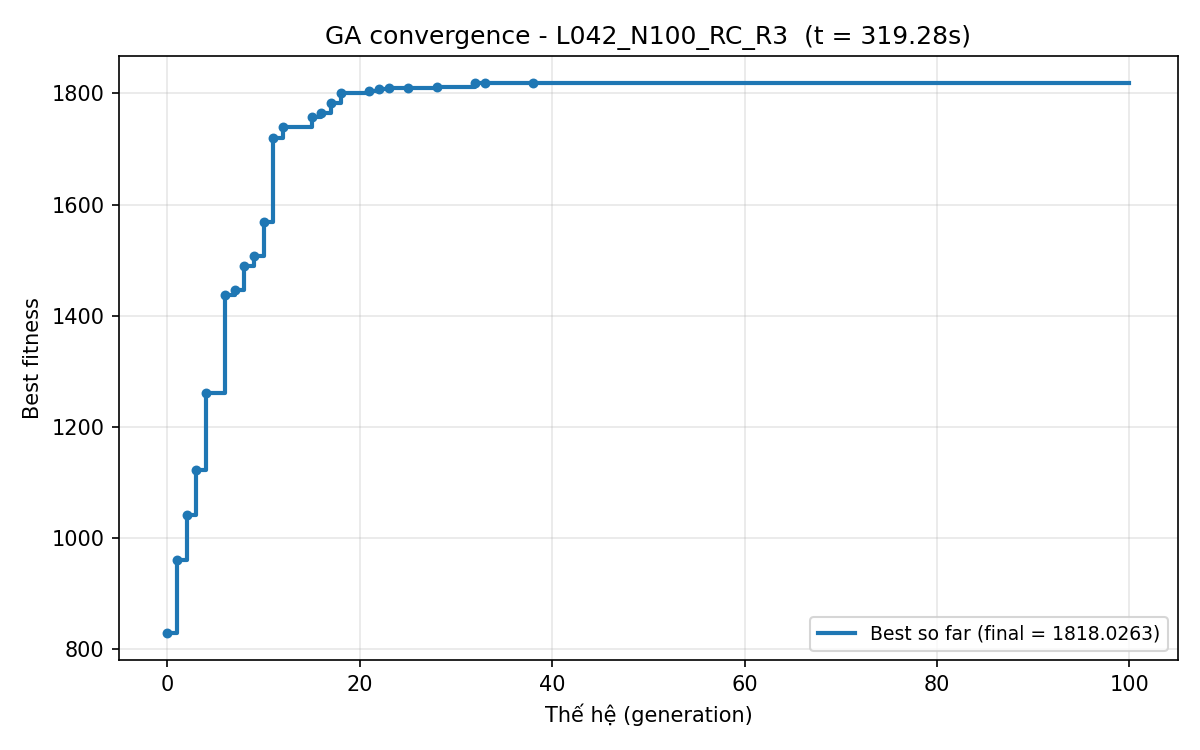 GA convergence - L042_N100_RC_R3 (t = 319.28s)
Best fitness
1800
1600
1400
1200
1000
800
0 20 40 60 80 100
Thế hệ (generation)
Best so far (final = 1818.0263)